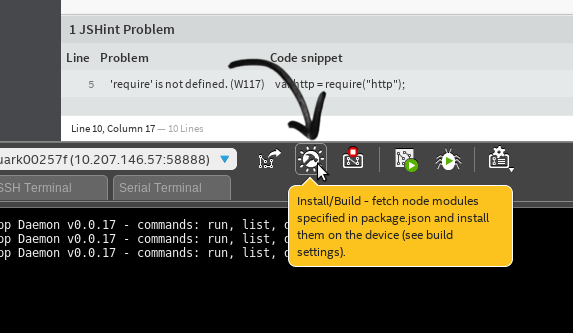 1 JSHint Problem
Line Problem Code snippet
5 'require' is not defined. (W117) var http = require("http");
Line 10, Column 17 — 10 Lines
uark00257f (10.207.146.57:58888)
SSH Terminal Serial Terminal
Install/Build - fetch node modules
specified in package.json and install
them on the device (see build
settings).
op Daemon v0.0.17 - commands: run, list,
op Daemon v0.0.17 - commands: run, list,
op Daemon v0.0.17 - commands: run, list,